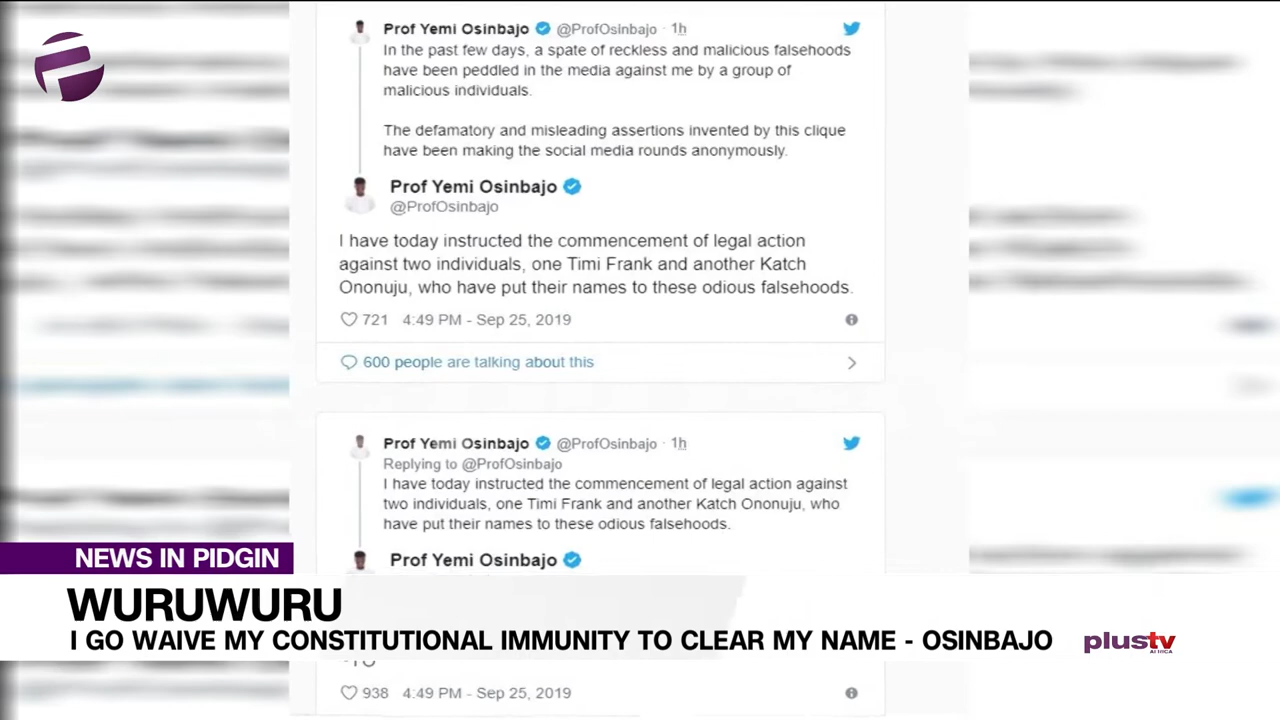 Prof Yemi Osinbajo @ProfOsinbajo · 1h
In the past few days, a spate of reckless and malicious falsehoods
have been peddled in the media against me by a group of
malicious individuals.
The defamatory and misleading assertions invented by this clique
have been making the social media rounds anonymously.
Prof Yemi Osinbajo
@ProfOsinbajo
I have today instructed the commencement of legal action
against two individuals, one Timi Frank and another Katch
Ononuju, who have put their names to these odious falsehoods.
721 4:49 PM - Sep 25, 2019
600 people are talking about this
Prof Yemi Osinbajo @ProfOsinbajo · 1h
Replying to @ProfOsinbajo
I have today instructed the commencement of legal action against
two individuals, one Timi Frank and another Katch Ononuju, who
have put their names to these odious falsehoods.
Prof Yemi Osinbajo
NEWS IN PIDGIN
WURUWURU
I GO WAIVE MY CONSTITUTIONAL IMMUNITY TO CLEAR MY NAME - OSINBAJO
plustv
AFRICA
938 4:49 PM - Sep 25, 2019